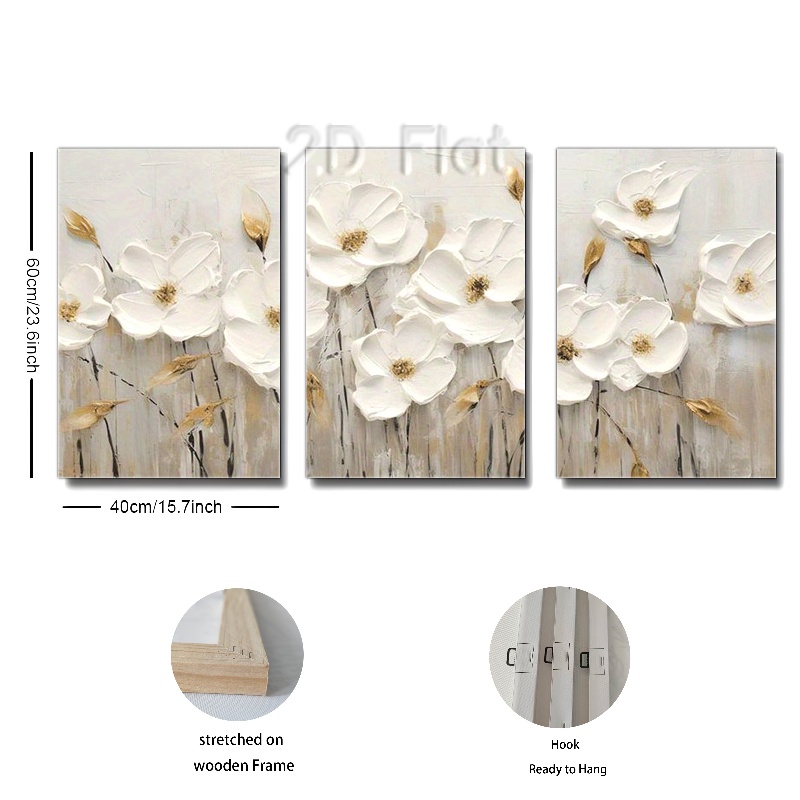 2D Flat
60cm/23.6inch
40cm/15.7inch
stretched on
wooden Frame
Hook
Ready to Hang